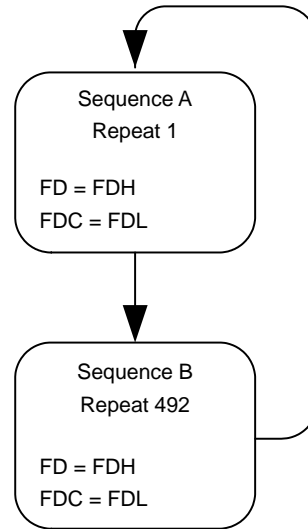 Sequence A
Repeat 1
FD = FDH
FDC = FDL
Sequence B
Repeat 492
FD = FDH
FDC = FDL